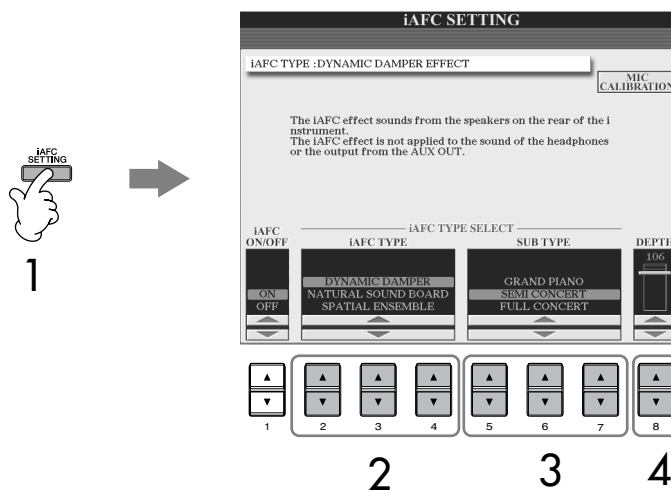 iAFC SETTING
iAFC TYPE :DYNAMIC DAMPER EFFECT
MIC
CALIBRATION
The iAFC effect sounds from the speakers on the rear of the i
nstrument.
The iAFC effect is not applied to the sound of the headphones
or the output from the AUX OUT.
iAFC
SETTING
1
iAFC TYPE SELECT
iAFC
ON/OFF
iAFC TYPE
SUB TYPE
DEPTH
106
ON
OFF
DYNAMIC DAMPER
NATURAL SOUND BOARD
SPATIAL ENSEMBLE
GRAND PIANO
SEMI CONCERT
FULL CONCERT
1 2 3 4 5 6 7 8
2 3 4